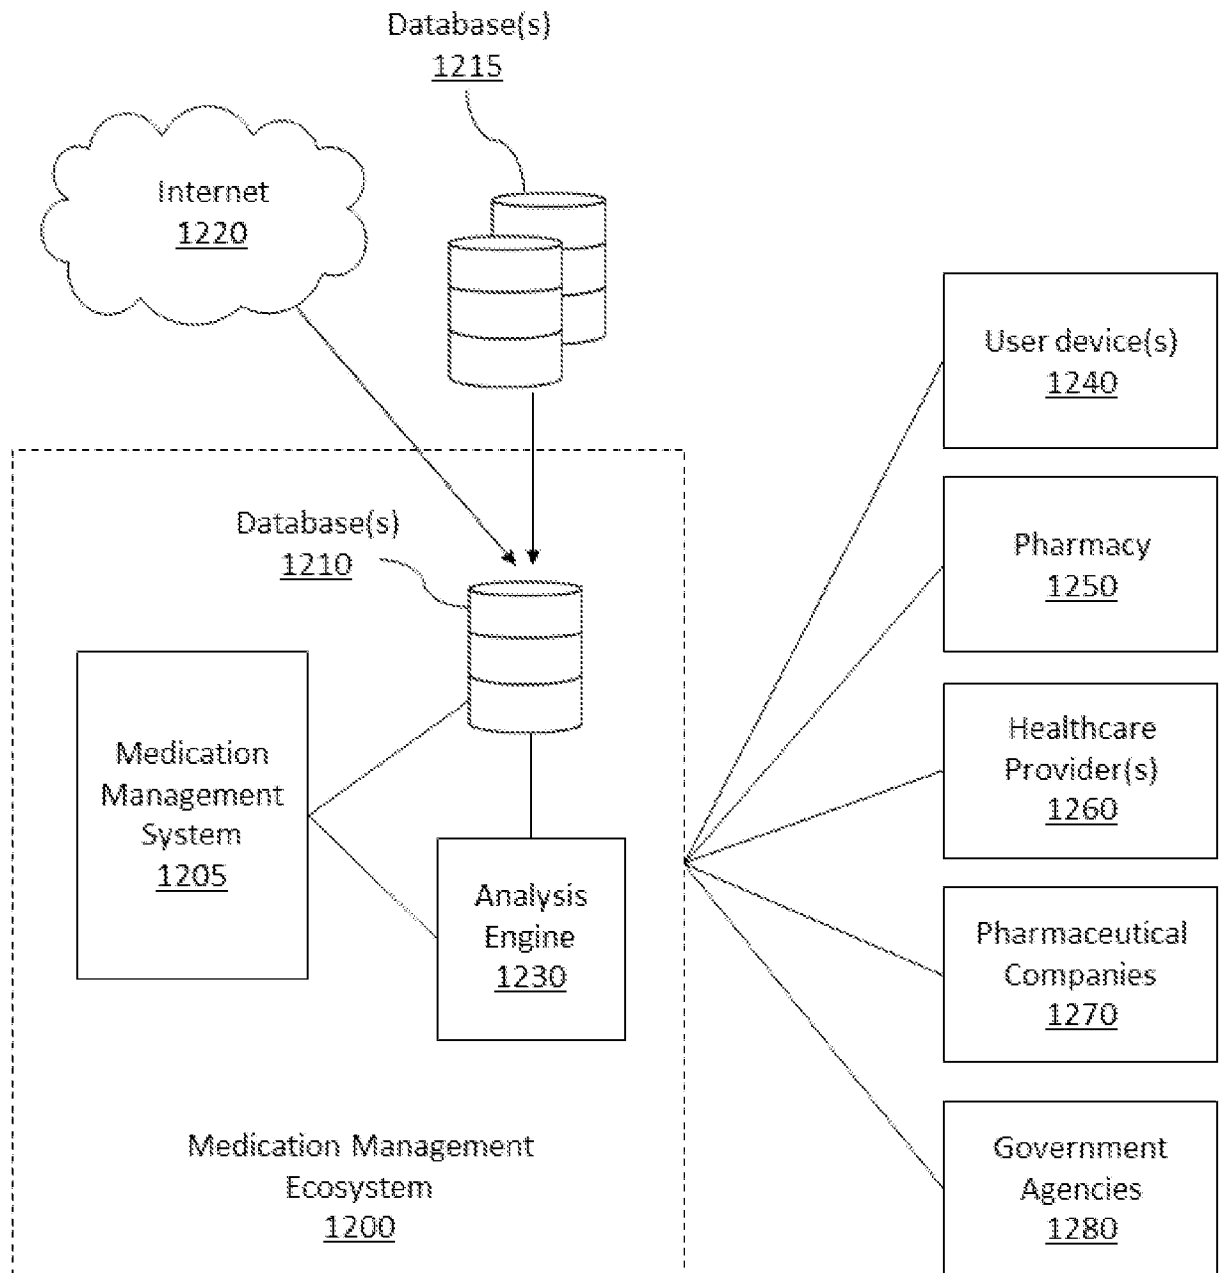 Database(s)
1215
Internet
1220
User device(s)
1240
Database(s)
1210
Pharmacy
1250
Medication
Management
System
1205
Healthcare
Provider(s)
1260
Analysis
Engine
1230
Pharmaceutical
Companies
1270
Medication Management
Ecosystem
1200
Government
Agencies
1280